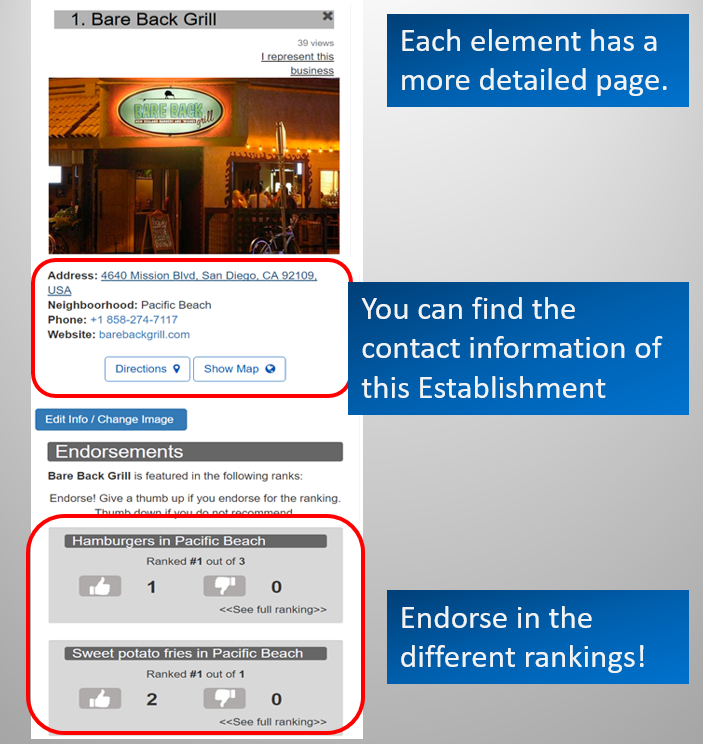 1. Bare Back Grill
39 views
I represent this
business
BARE BACK
grill
Address: 4640 Mission Blvd, San Diego, CA 92109,
USA
Neighboorhood: Pacific Beach
Phone: +1 858-274-7117
Website: barebackgrill.com
Directions
Show Map
Edit Info / Change Image
Endorsements
Bare Back Grill is featured in the following ranks:
Endorse! Give a thumb up if you endorse for the ranking.
Thumb down if you do not recommend
Hamburgers in Pacific Beach
Ranked #1 out of 3
1 0
<<See full ranking>>
Sweet potato fries in Pacific Beach
Ranked #1 out of 1
2 0
<<See full ranking>>
Each element has a
more detailed page.
You can find the
contact information of
this Establishment
Endorse in the
different rankings!